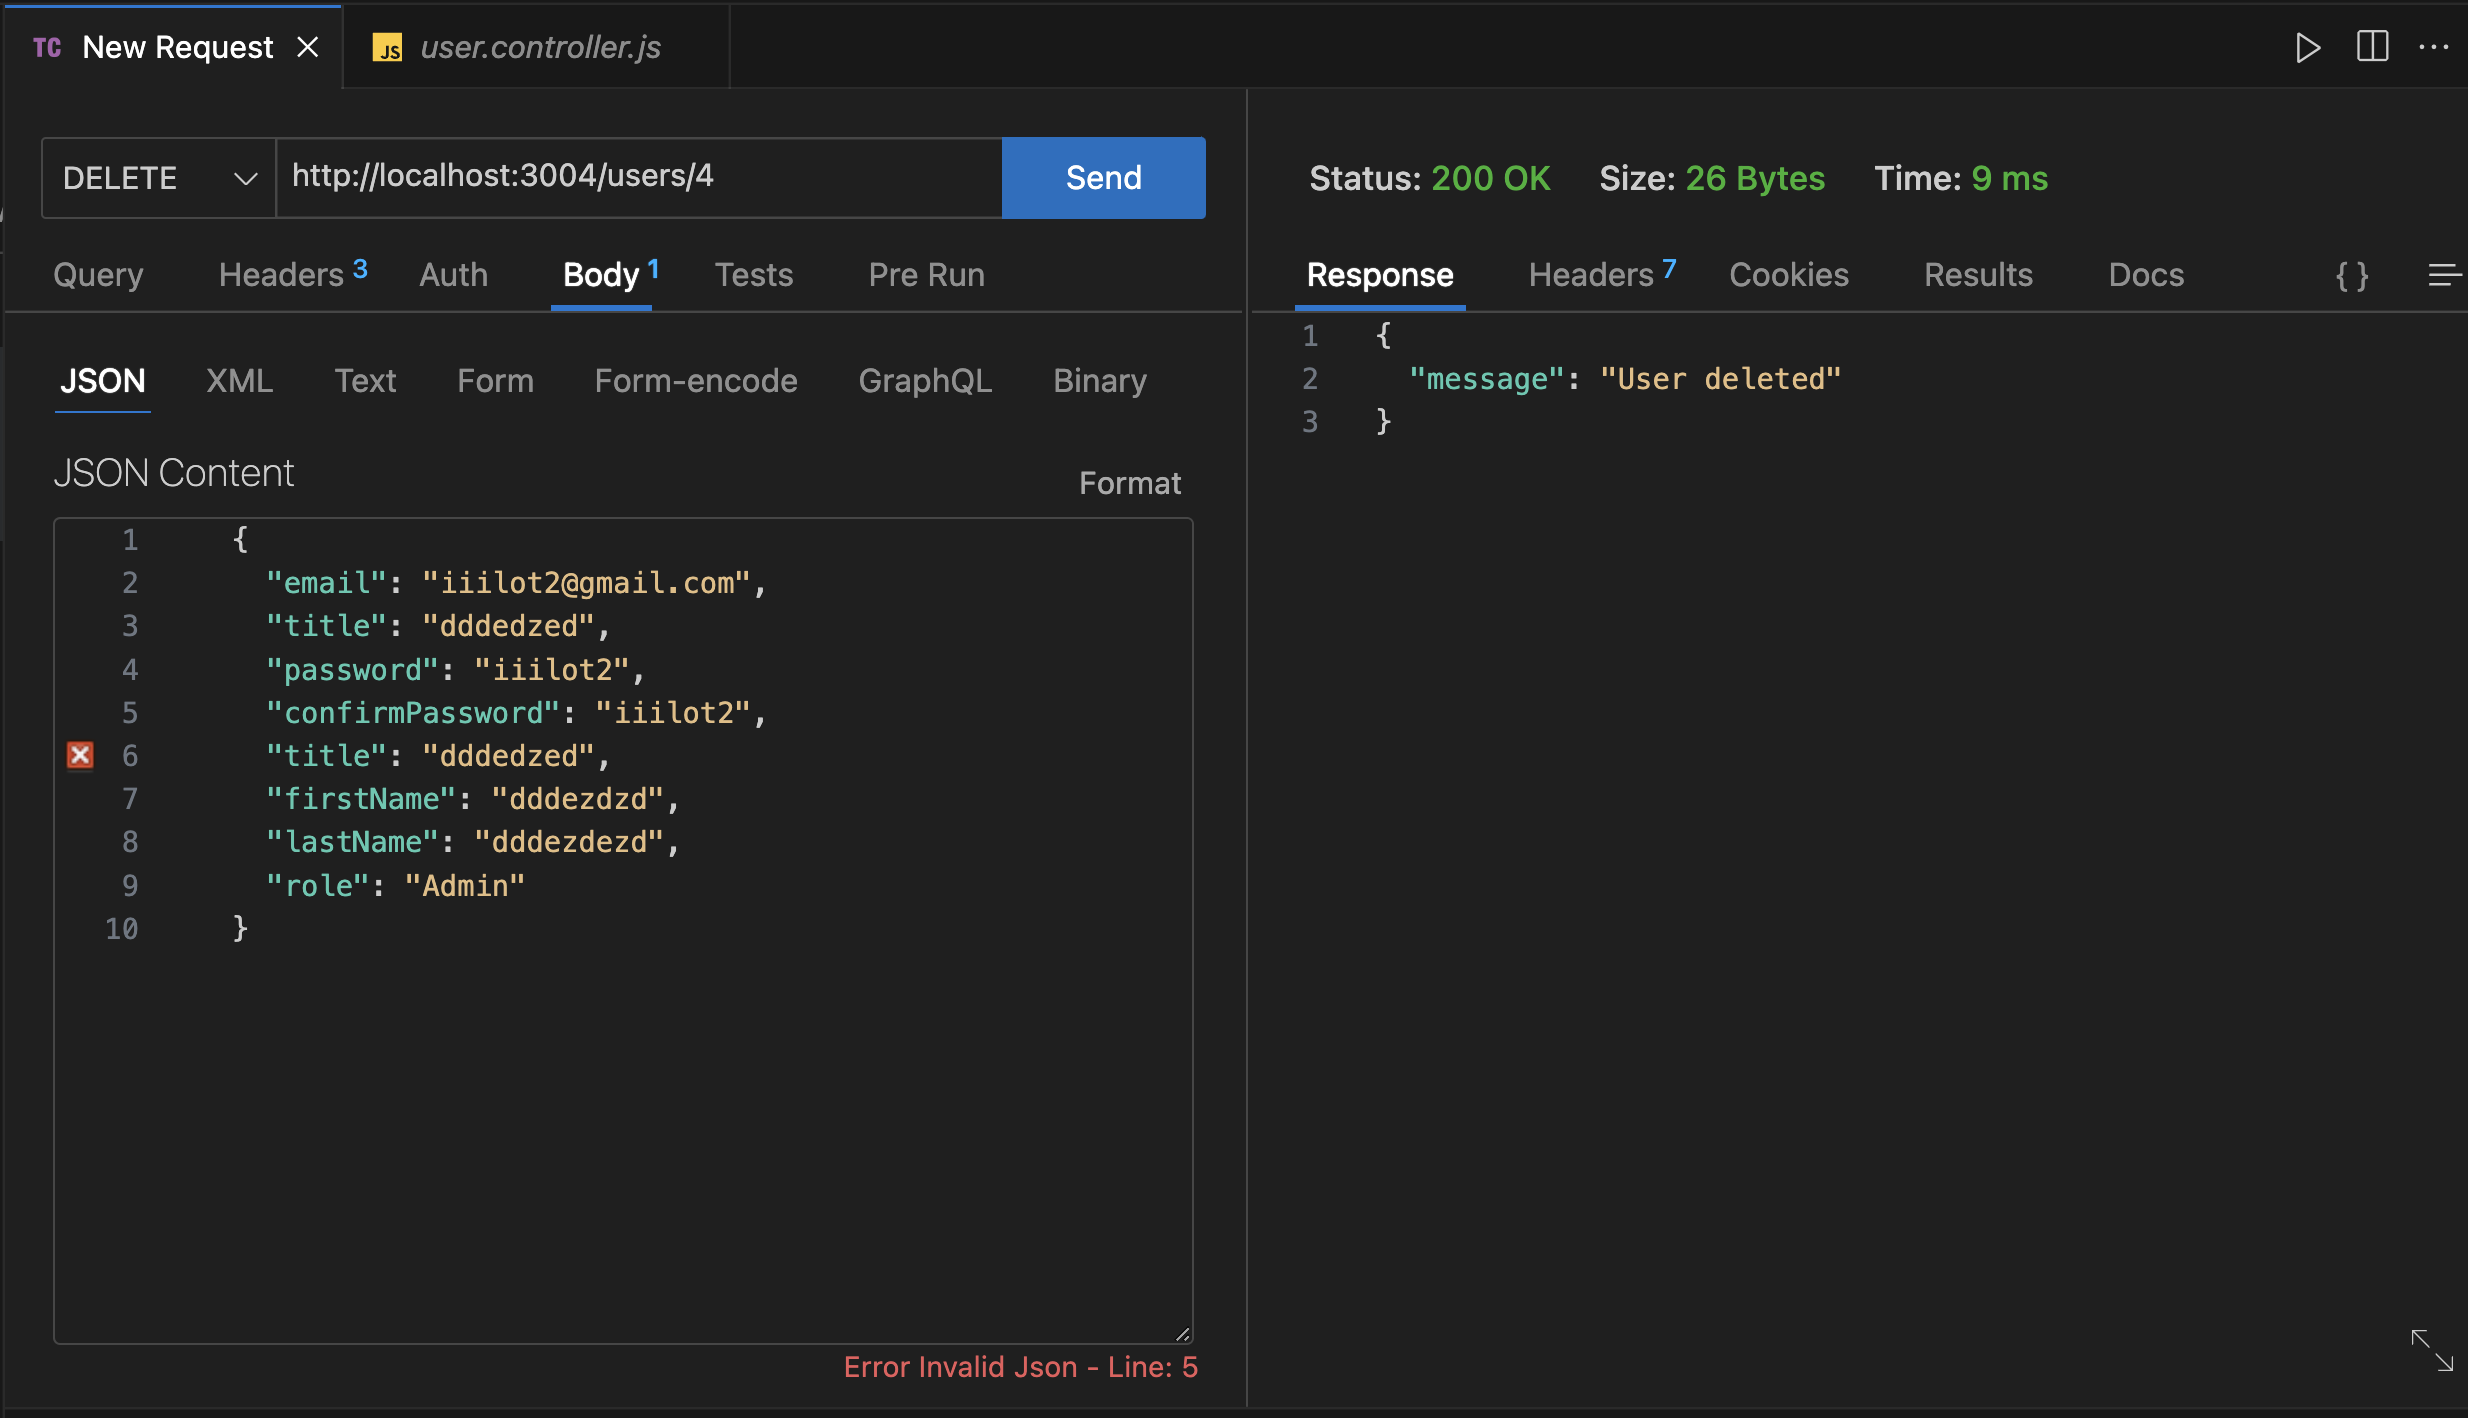 TC New Request
JS user.controller.js
DELETE http://localhost:3004/users/4 Send
Query Headers 3 Auth Body 1 Tests Pre Run
JSON XML Text Form Form-encode GraphQL Binary
JSON Content
Format
1 {
2 "email": "iiilot2@gmail.com",
3 "title": "dddedzed",
4 "password": "iiilot2",
5 "confirmPassword": "iiilot2",
6 "title": "dddedzed",
7 "firstName": "dddezdzd",
8 "lastName": "dddezdezd",
9 "role": "Admin"
10 }
Error Invalid Json - Line: 5
Status: 200 OK Size: 26 Bytes Time: 9 ms
Response Headers 7 Cookies Results Docs { }
1 {
2 "message": "User deleted"
3 }